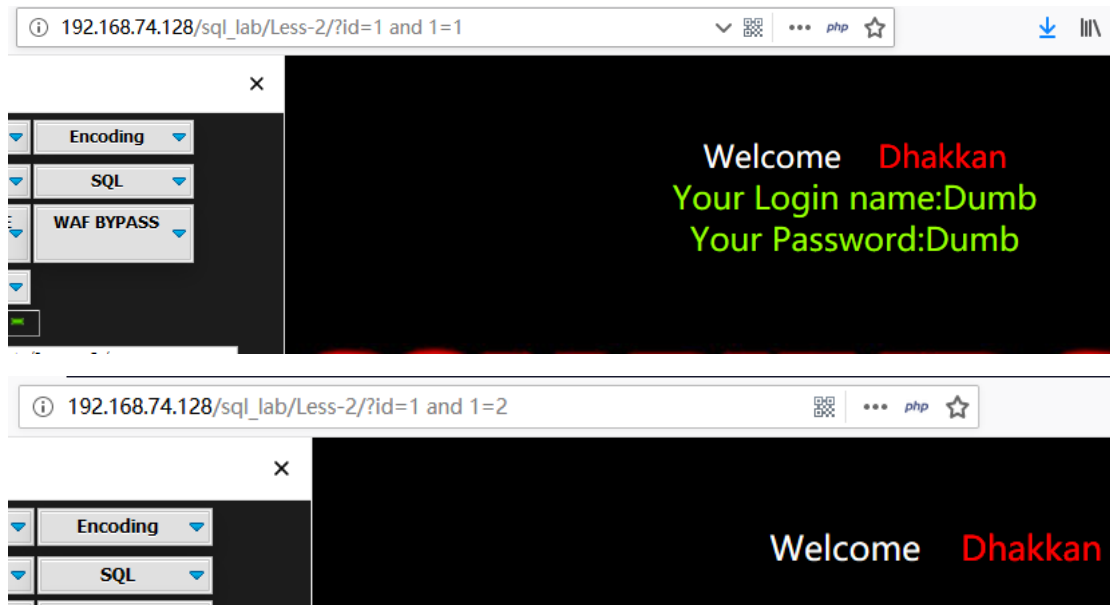 192.168.74.128/sql_lab/Less-2/?id=1 and 1=1
php
Encoding
SQL
WAF BYPASS
Welcome Dhakkan
Your Login name:Dumb
Your Password:Dumb
192.168.74.128/sql_lab/Less-2/?id=1 and 1=2
php
Encoding
SQL
Welcome Dhakkan